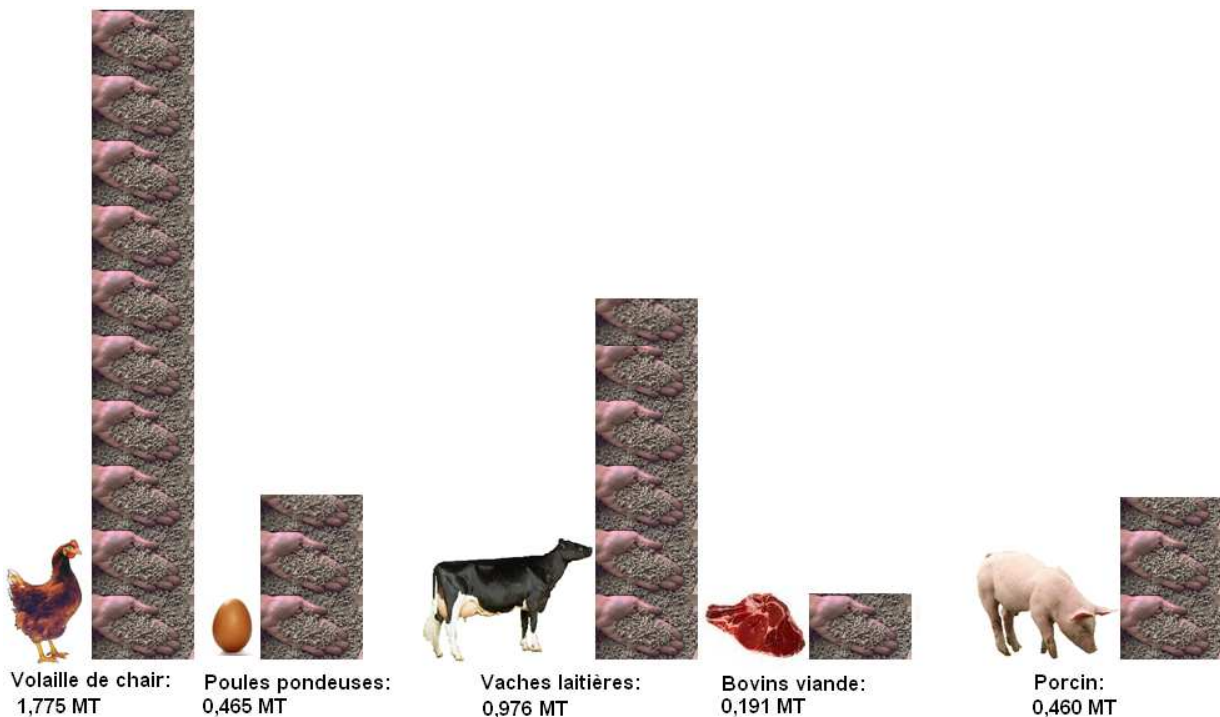 Volaille de chair:
1,775 MT
Poules pondeuses:
0,465 MT
Vaches laitières:
0,976 MT
Bovins viande:
0,191 MT
Porcin:
0,460 MT